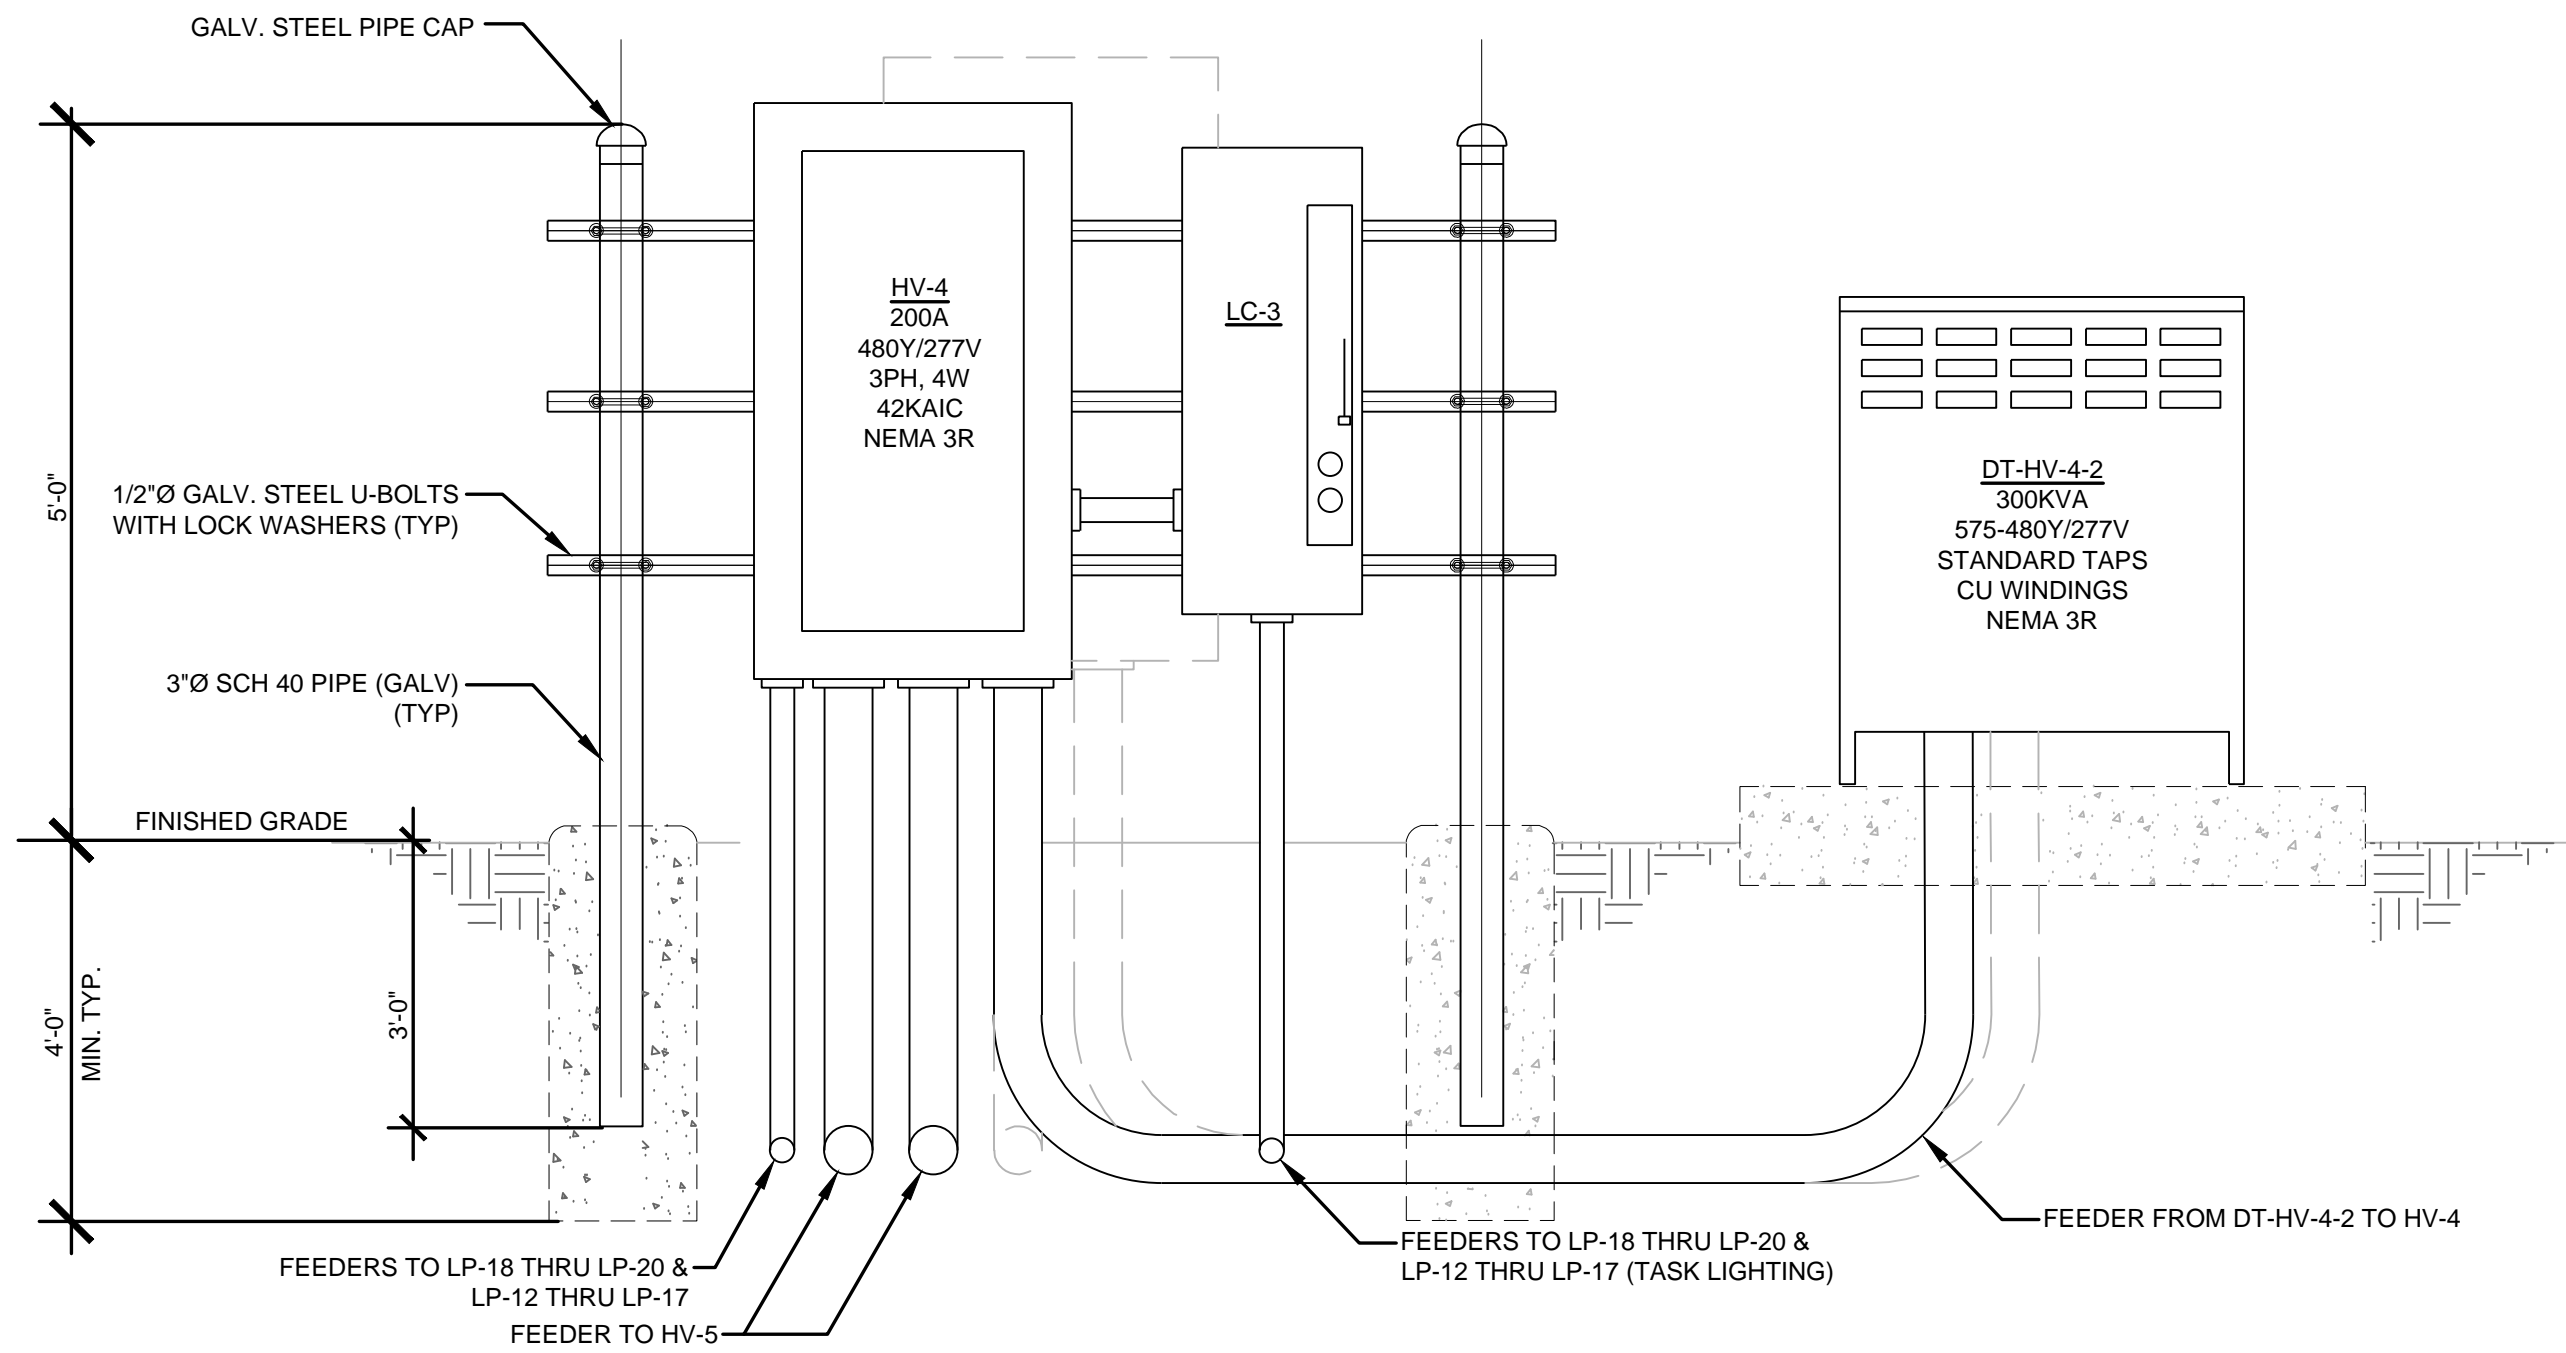 GALV. STEEL PIPE CAP
HV-4
200A
480Y/277V
3PH, 4W
42KAIC
NEMA 3R
LC-3
DT-HV-4-2
300KVA
575-480Y/277V
STANDARD TAPS
CU WINDINGS
NEMA 3R
5'-0"
1/2"Ø GALV. STEEL U-BOLTS
WITH LOCK WASHERS (TYP)
3"Ø SCH 40 PIPE (GALV)
(TYP)
FINISHED GRADE
4'-0"
MIN. TYP.
3'-0"
FEEDERS TO LP-18 THRU LP-20 &
LP-12 THRU LP-17
FEEDER TO HV-5
FEEDERS TO LP-18 THRU LP-20 &
LP-12 THRU LP-17 (TASK LIGHTING)
FEEDER FROM DT-HV-4-2 TO HV-4